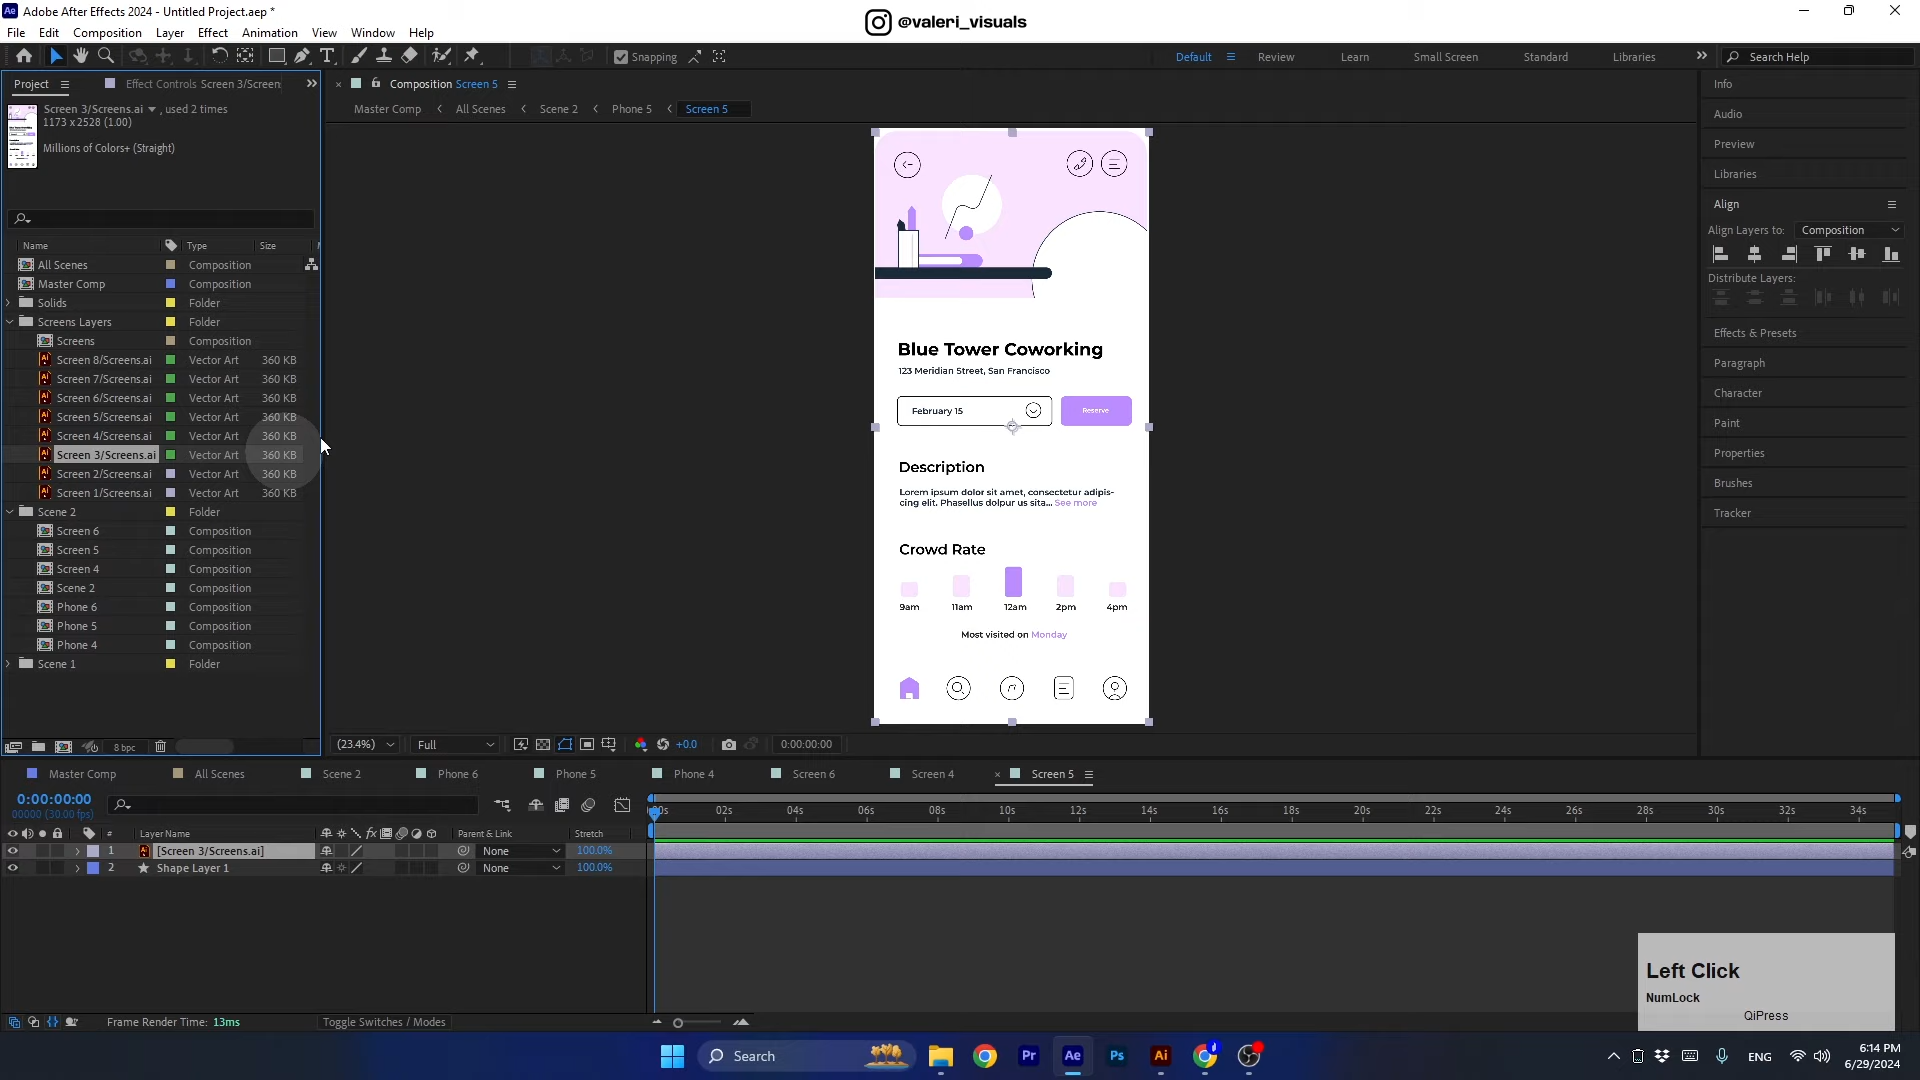 Adobe After Effects 2024 - Untitled Project.aep *
@valeri_visuals
File Edit Composition Layer Effect Animation View Window Help
Snapping
Default Review Learn Small Screen Standard Libraries Search Help
Project Effect Controls Screen 3/Screen
Composition Screen 5
Master Comp All Scenes Scene 2 Phone 5 Screen 5
Screen 3/Screens.ai , used 2 times
1173 x 2528 (1.00)
Millions of Colors+ (Straight)
Name Type Size
All Scenes Composition
Master Comp Composition
Solids Folder
Screens Layers Folder
Screens Composition
Screen 8/Screens.ai Vector Art 360 KB
Screen 7/Screens.ai Vector Art 360 KB
Screen 6/Screens.ai Vector Art 360 KB
Screen 5/Screens.ai Vector Art 360 KB
Screen 4/Screens.ai Vector Art 360 KB
Screen 3/Screens.ai Vector Art 360 KB
Screen 2/Screens.ai Vector Art 360 KB
Screen 1/Screens.ai Vector Art 360 KB
Scene 2 Folder
Screen 6 Composition
Screen 5 Composition
Screen 4 Composition
Scene 2 Composition
Phone 6 Composition
Phone 5 Composition
Phone 4 Composition
Scene 1 Folder
8 bpc
Blue Tower Coworking
123 Meridian Street, San Francisco
February 15 Reserve
Description
Lorem ipsum dolor sit amet, consectetur adipis-
cing elit. Phasellus dolpur us sita... See more
Crowd Rate
9am 11am 12am 2pm 4pm
Most visited on Monday
(23.4%) Full +0.0 0:00:00:00
Info
Audio
Preview
Libraries
Align
Align Layers to: Composition
Distribute Layers:
Effects & Presets
Paragraph
Character
Paint
Properties
Brushes
Tracker
Master Comp All Scenes Scene 2 Phone 6 Phone 5 Phone 4 Screen 6 Screen 4 Screen 5
0:00:00:00
00000 (30.00 fps)
:00s 02s 04s 06s 08s 10s 12s 14s 16s 18s 20s 22s 24s 26s 28s 30s 32s 34s
# Layer Name Parent & Link Stretch
1 [Screen 3/Screens.ai] None 100.0%
2 Shape Layer 1 None 100.0%
Frame Render Time: 13ms Toggle Switches / Modes
Left Click
NumLock
QiPress
Search
Pr Ae Ps Ai
ENG
6:14 PM
6/29/2024